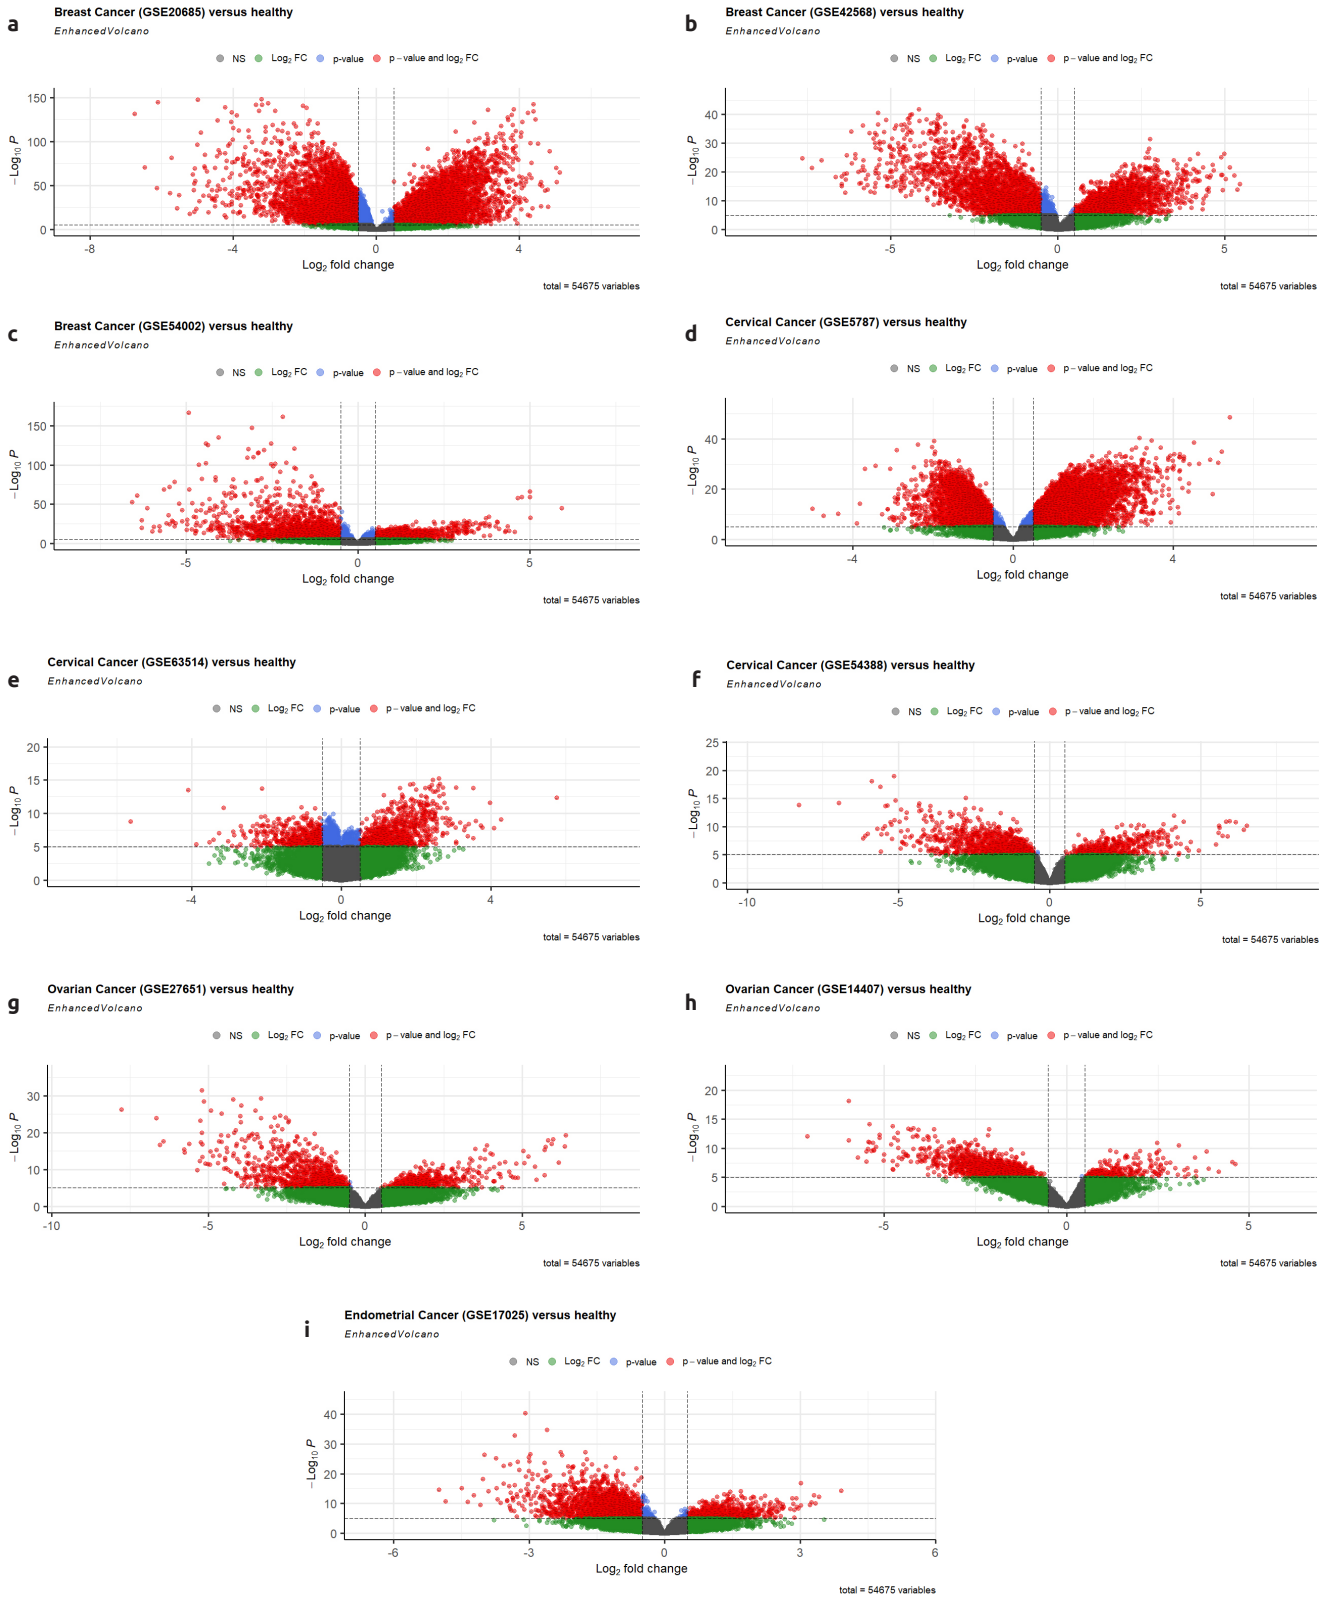 a
Breast Cancer (GSE20685) versus healthy
EnhancedVolcano
NS Log2 FC p-value p − value and log2 FC
150
100
50
0
− Log10 P
-8 -4 0 4
Log2 fold change
total = 54675 variables
b
Breast Cancer (GSE42568) versus healthy
EnhancedVolcano
NS Log2 FC p-value p − value and log2 FC
40
30
20
10
0
− Log10 P
-5 0 5
Log2 fold change
total = 54675 variables
c
Breast Cancer (GSE54002) versus healthy
EnhancedVolcano
NS Log2 FC p-value p − value and log2 FC
150
100
50
0
− Log10 P
-5 0 5
Log2 fold change
total = 54675 variables
d
Cervical Cancer (GSE5787) versus healthy
EnhancedVolcano
NS Log2 FC p-value p − value and log2 FC
40
20
0
− Log10 P
-4 0 4
Log2 fold change
total = 54675 variables
e
Cervical Cancer (GSE63514) versus healthy
EnhancedVolcano
NS Log2 FC p-value p − value and log2 FC
20
15
10
5
0
− Log10 P
-4 0 4
Log2 fold change
total = 54675 variables
f
Cervical Cancer (GSE54388) versus healthy
EnhancedVolcano
NS Log2 FC p-value p − value and log2 FC
25
20
15
10
5
0
− Log10 P
-10 -5 0 5
Log2 fold change
total = 54675 variables
g
Ovarian Cancer (GSE27651) versus healthy
EnhancedVolcano
NS Log2 FC p-value p − value and log2 FC
30
20
10
0
− Log10 P
-10 -5 0 5
Log2 fold change
total = 54675 variables
h
Ovarian Cancer (GSE14407) versus healthy
EnhancedVolcano
NS Log2 FC p-value p − value and log2 FC
20
15
10
5
0
− Log10 P
-5 0 5
Log2 fold change
total = 54675 variables
i
Endometrial Cancer (GSE17025) versus healthy
EnhancedVolcano
NS Log2 FC p-value p − value and log2 FC
40
30
20
10
0
− Log10 P
-6 -3 0 3 6
Log2 fold change
total = 54675 variables